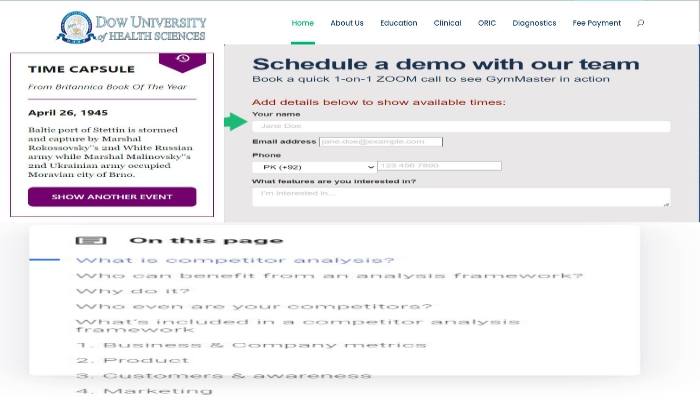 Dow University
of Health Sciences
Home About Us Education Clinical ORIC Diagnostics Fee Payment
TIME CAPSULE
From Britannica Book Of The Year
April 26, 1945
Baltic port of Stettin is stormed
and capture by Marshal
Rokossovsky"s 2nd White Russian
army while Marshal Malinovsky"s
2nd Ukrainian army occupied
Moravian city of Brno.
SHOW ANOTHER EVENT
Schedule a demo with our team
Book a quick 1-on-1 ZOOM call to see GymMaster in action
Add details below to show available times:
Your name
Jane Doe
Email address jane.doe@example.com
Phone
PK (+92) 123 456 7890
What features are you interested in?
I'm interested in...
On this page
What is competitor analysis?
Who can benefit from an analysis framework?
Why do it?
Who even are your competitors?
What's included in a competitor analysis
framework
1. Business & Company metrics
2. Product
3. Customers & awareness
4. Marketing